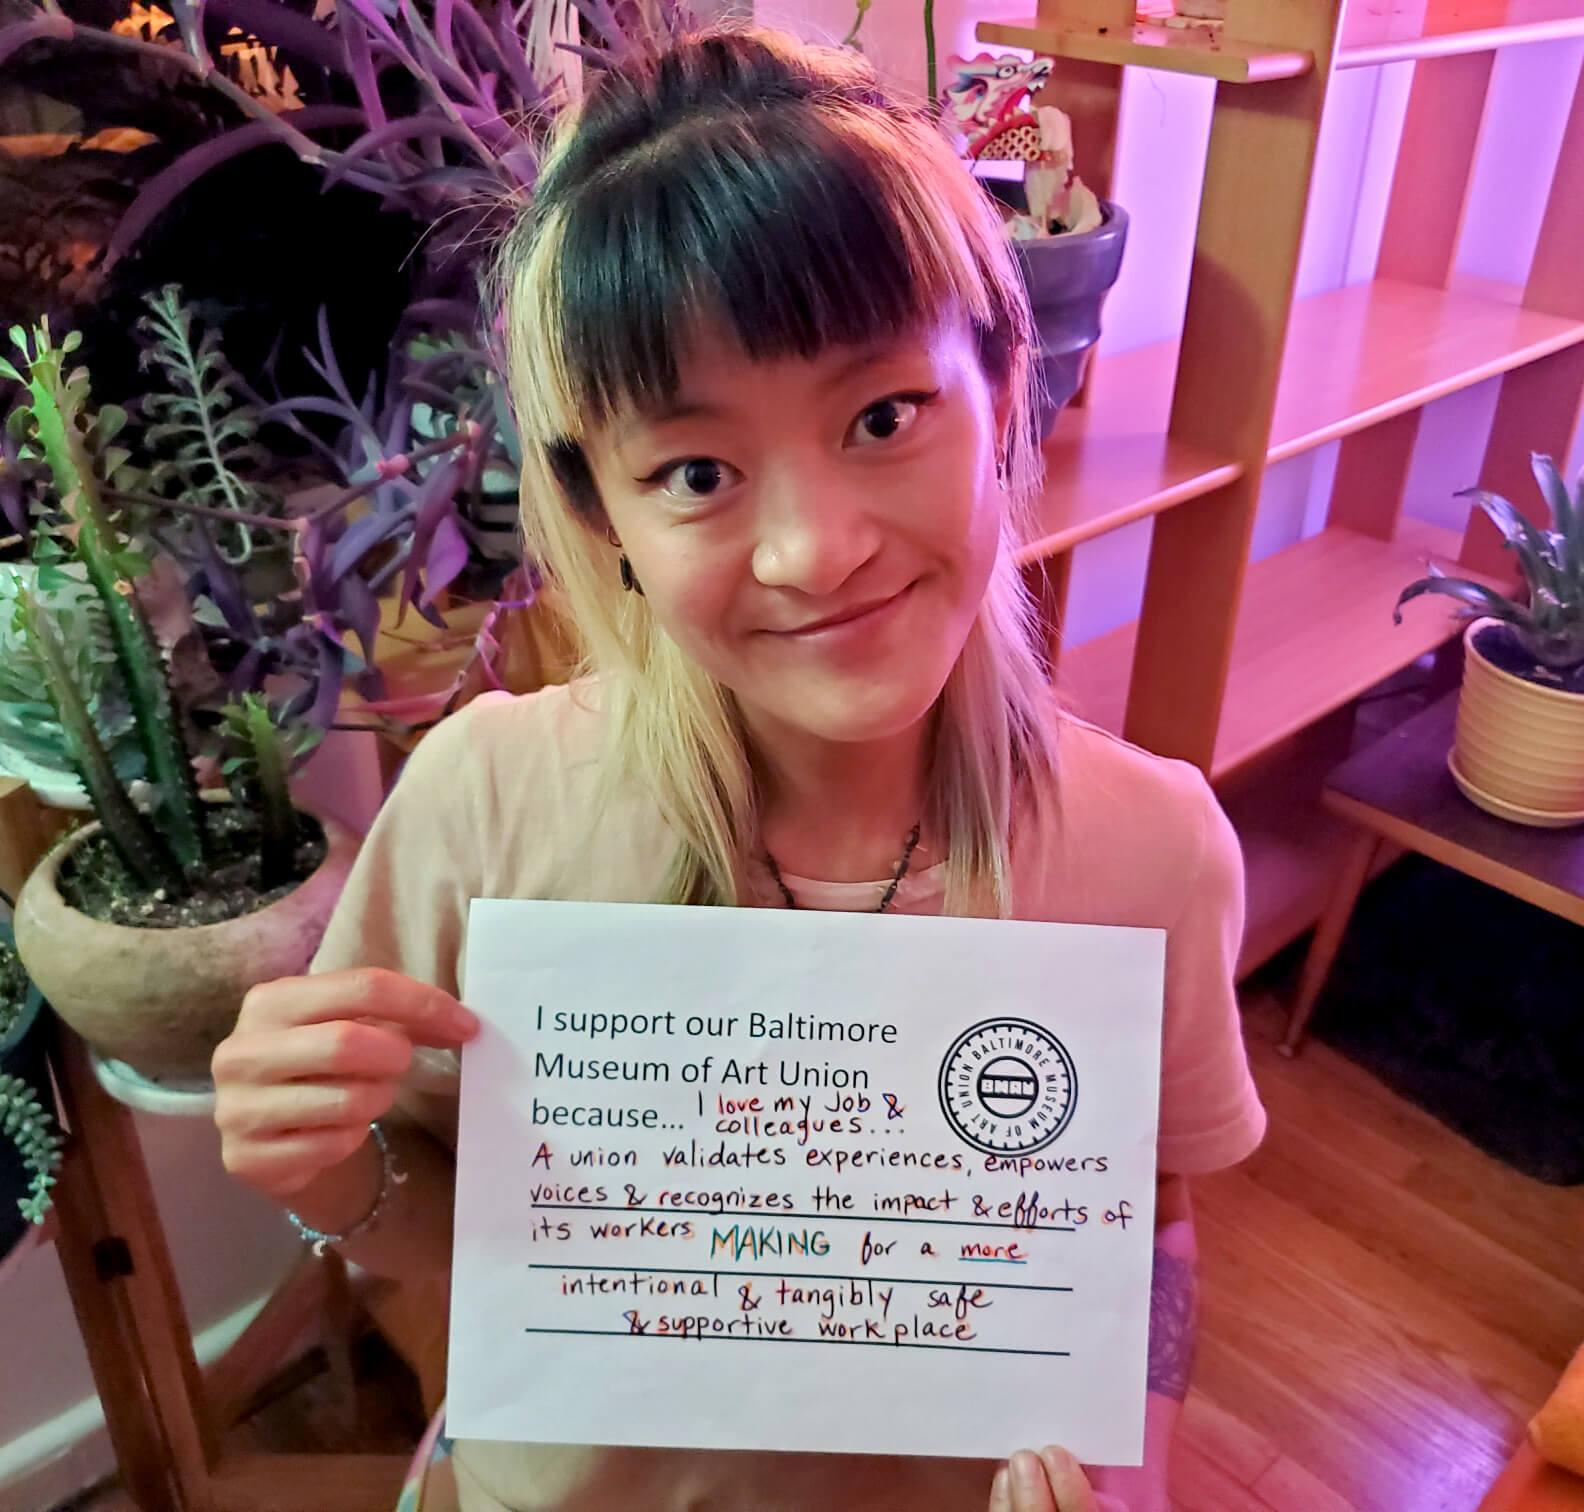 I support our Baltimore
Museum of Art Union
because... I love my job &
colleagues...
A union validates experiences, empowers
voices & recognizes the impact & efforts of
its workers MAKING for a more
intentional & tangibly safe
& supportive work place
BALTIMORE MUSEUM OF ART UNION
BMAU